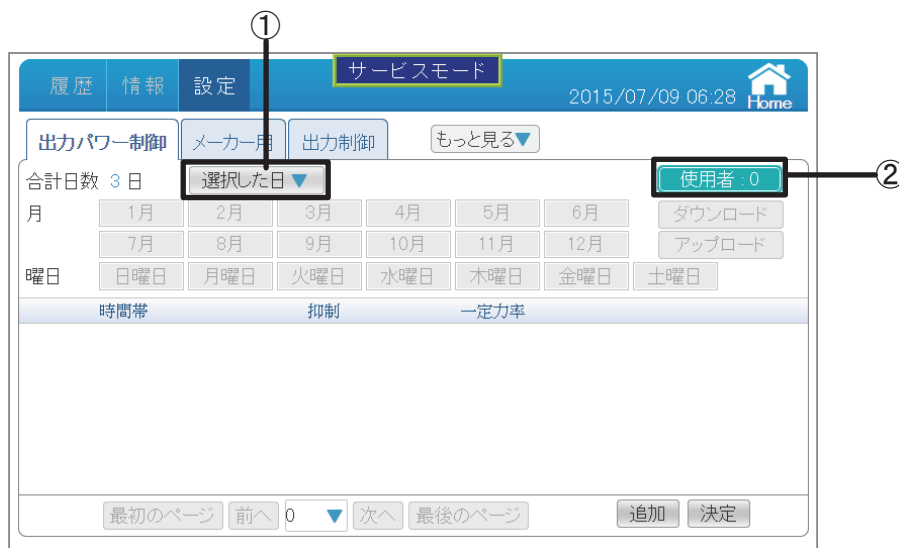 ①
サービスモード
履歴 情報 設定 2015/07/09 06:28 Home
出力パワー制御 メーカー用 出力制御 もっと見る▼
合計日数 3 日 選択した日▼ 使用者:0 ②
月 1月 2月 3月 4月 5月 6月 ダウンロード
7月 8月 9月 10月 11月 12月 アップロード
曜日 日曜日 月曜日 火曜日 水曜日 木曜日 金曜日 土曜日
時間帯 抑制 一定力率
最初のページ 前へ 0 ▼ 次へ 最後のページ 追加 決定